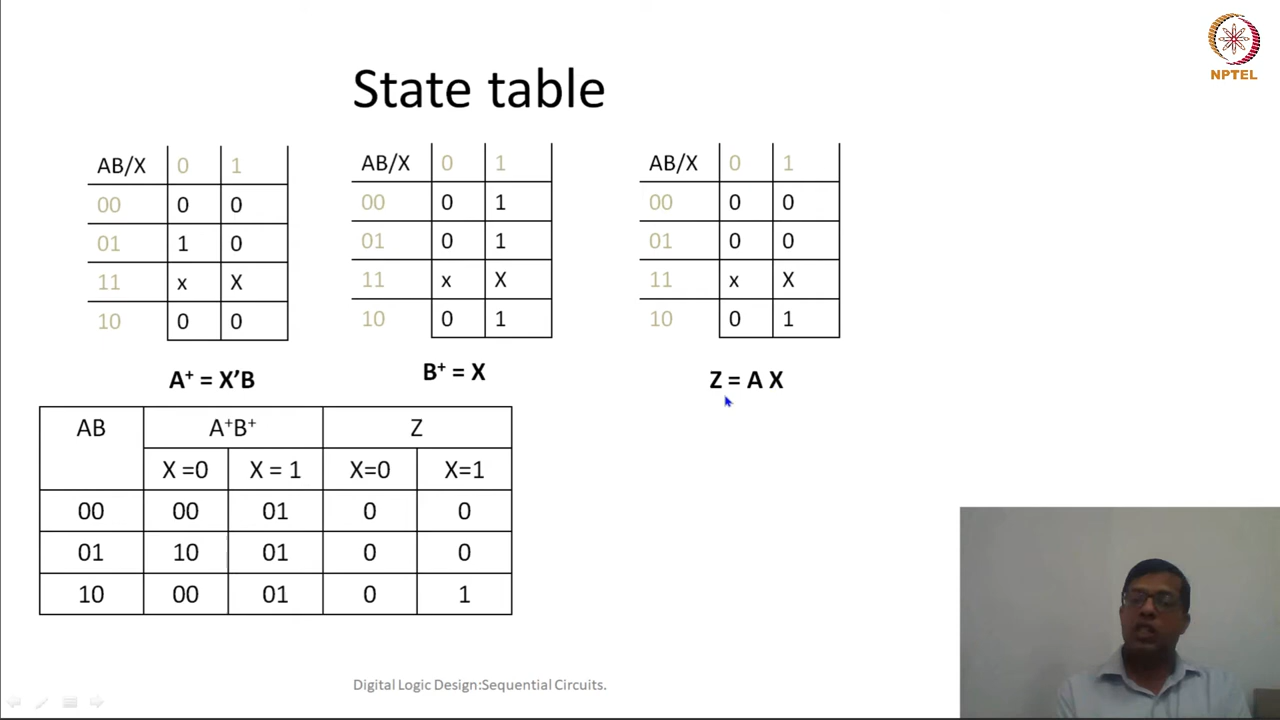 NPTEL
State table
AB/X 0 1
00 0 0
01 1 0
11 x X
10 0 0
A⁺ = X’B
AB/X 0 1
00 0 1
01 0 1
11 x X
10 0 1
B⁺ = X
AB/X 0 1
00 0 0
01 0 0
11 x X
10 0 1
Z = A X
AB A⁺B⁺ Z
X =0 X = 1 X=0 X=1
00 00 01 0 0
01 10 01 0 0
10 00 01 0 1
Digital Logic Design:Sequential Circuits.